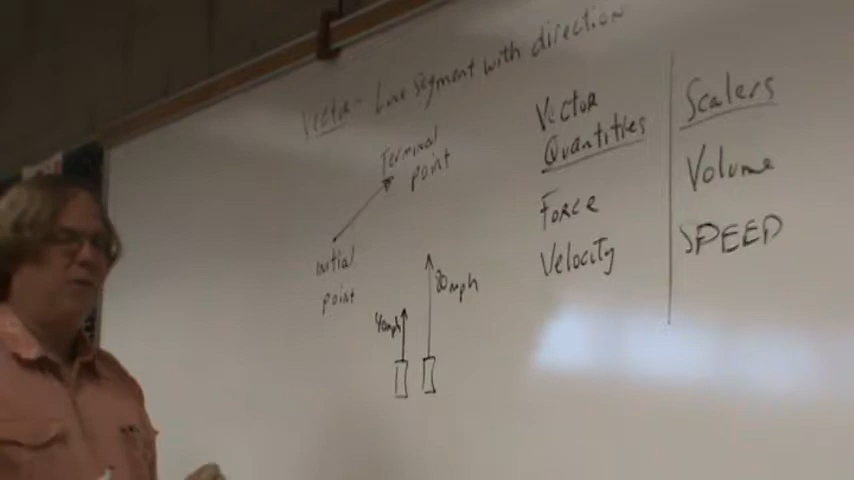 Vector - Line segment with direction
Terminal
point
Initial
point
40mph
80mph
Vector
Quantities
Force
Velocity
Scalers
Volume
SPEED